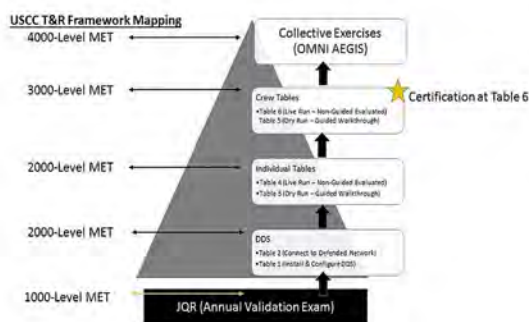 USCC T&R Framework Mapping
4000-Level MET
Collective Exercises
(OMNI AEGIS)
3000-Level MET
Crew Tables
•Table 6 (Live Run – Non-Guided Evaluated)
Table 5 (Dry Run – Guided Walkthrough)
Certification at Table 6
2000-Level MET
Individual Tables
•Table 4 (Live Run – Non-Guided Evaluated)
•Table 3 (Dry Run – Guided Walkthrough)
2000-Level MET
DDS
•Table 2 (Connect to Defended Network)
•Table 1 (Install & Configure DDS)
1000-Level MET
JQR (Annual Validation Exam)